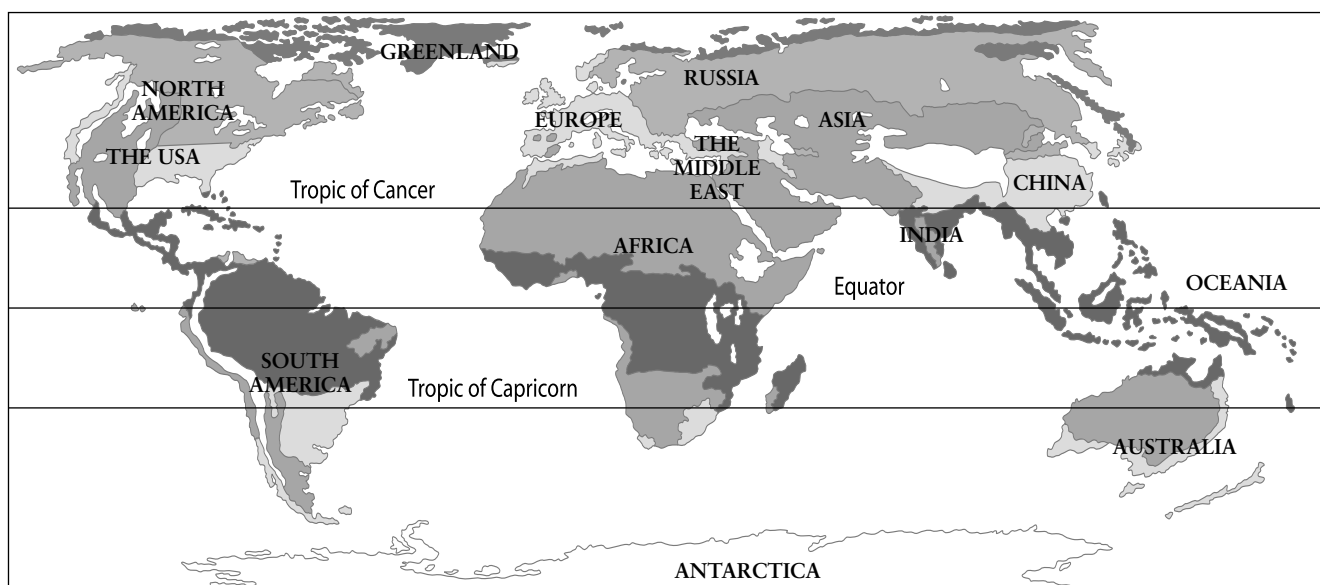 GREENLAND
NORTH
AMERICA
RUSSIA
EUROPE
ASIA
THE USA
THE
MIDDLE
EAST
CHINA
Tropic of Cancer
AFRICA
INDIA
Equator
OCEANIA
SOUTH
AMERICA
Tropic of Capricorn
AUSTRALIA
ANTARCTICA